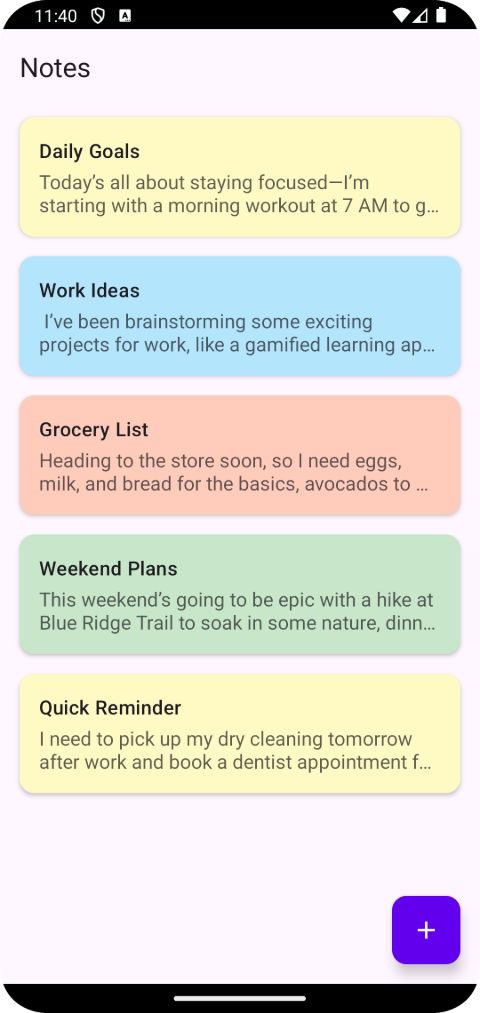 11:40
A
Notes
Daily Goals
Today’s all about staying focused—I’m
starting with a morning workout at 7 AM to g…
Work Ideas
I’ve been brainstorming some exciting
projects for work, like a gamified learning ap…
Grocery List
Heading to the store soon, so I need eggs,
milk, and bread for the basics, avocados to …
Weekend Plans
This weekend’s going to be epic with a hike at
Blue Ridge Trail to soak in some nature, dinn…
Quick Reminder
I need to pick up my dry cleaning tomorrow
after work and book a dentist appointment f…
+